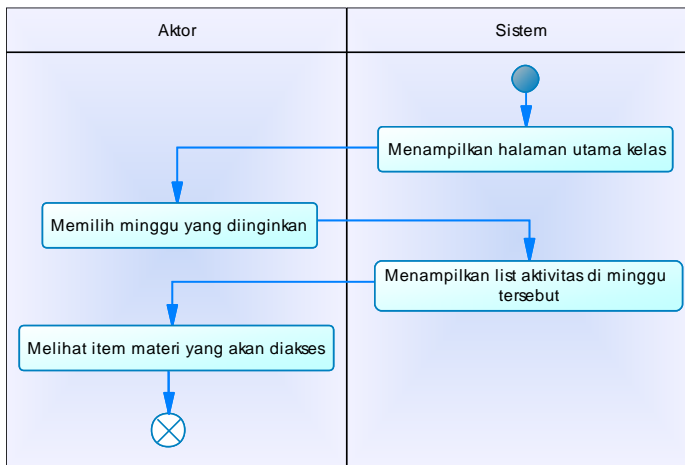 Aktor
Sistem
Menampilkan halaman utama kelas
Memilih minggu yang diinginkan
Menampilkan list aktivitas di minggu
tersebut
Melihat item materi yang akan diakses